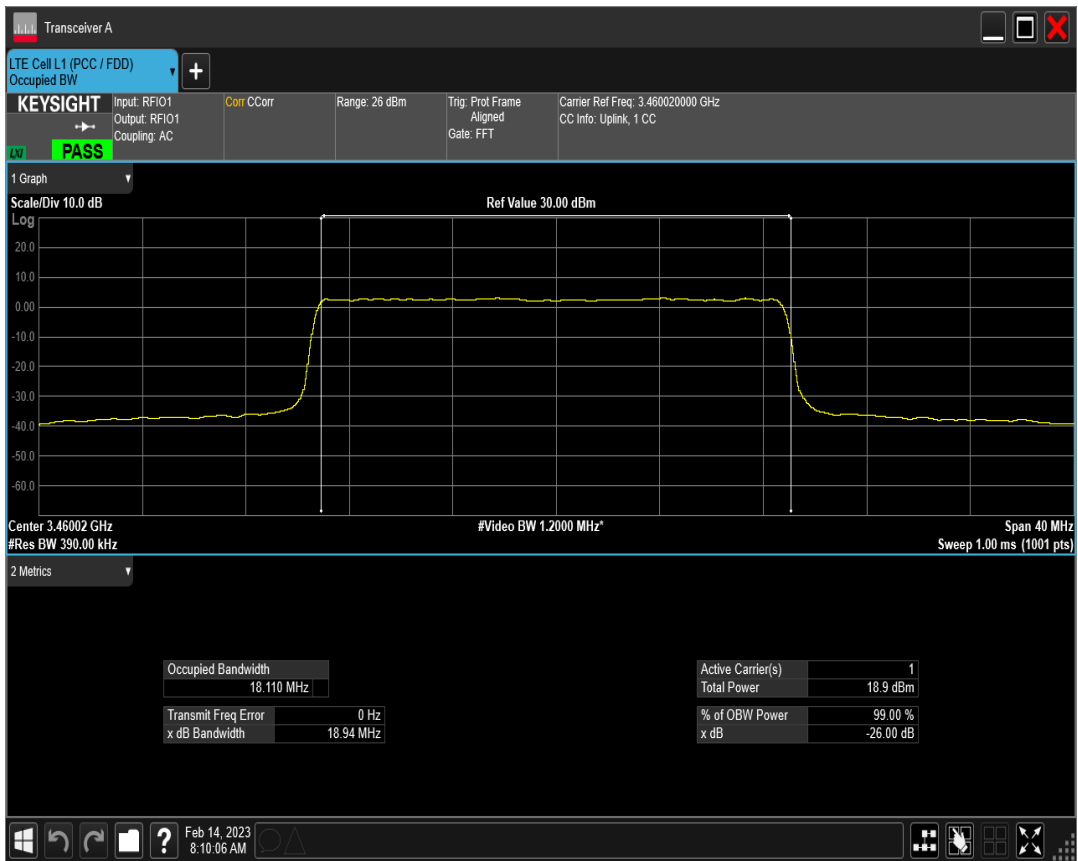 Transceiver A
LTE Cell L1 (PCC / FDD)
Occupied BW
+
KEYSIGHT
LXI
PASS
Input: RFIO1
Output: RFIO1
Coupling: AC
Corr CCorr
Range: 26 dBm
Trig: Prot Frame
Aligned
Gate: FFT
Carrier Ref Freq: 3.460020000 GHz
CC Info: Uplink, 1 CC
1 Graph
Scale/Div 10.0 dB
Ref Value 30.00 dBm
Log
20.0
10.0
0.00
-10.0
-20.0
-30.0
-40.0
-50.0
-60.0
Center 3.46002 GHz
#Video BW 1.2000 MHz*
Span 40 MHz
#Res BW 390.00 kHz
Sweep 1.00 ms (1001 pts)
2 Metrics
Occupied Bandwidth
18.110 MHz
Transmit Freq Error 0 Hz
x dB Bandwidth 18.94 MHz
Active Carrier(s) 1
Total Power 18.9 dBm
% of OBW Power 99.00 %
x dB -26.00 dB
?
Feb 14, 2023
8:10:06 AM